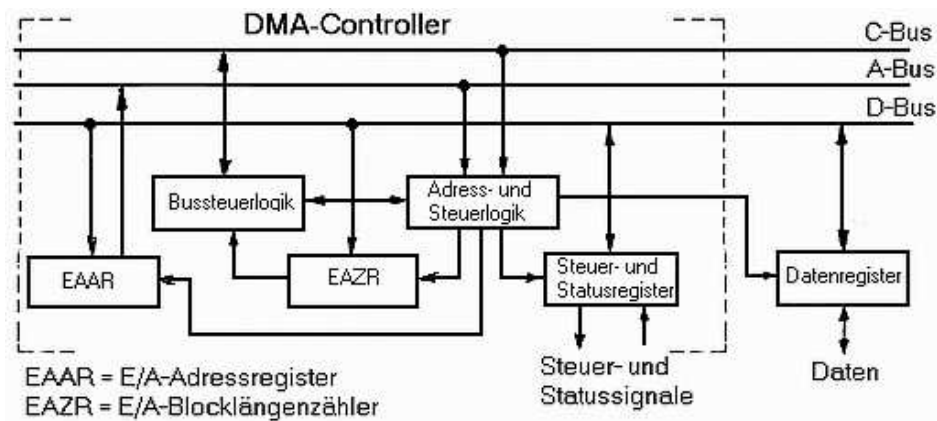 DMA-Controller
C-Bus
A-Bus
D-Bus
Bussteuerlogik
Adress- und
Steuerlogik
EAAR
EAZR
Steuer- und
Statusregister
Datenregister
EAAR = E/A-Adressregister
EAZR = E/A-Blocklängenzähler
Steuer- und
Statussignale
Daten